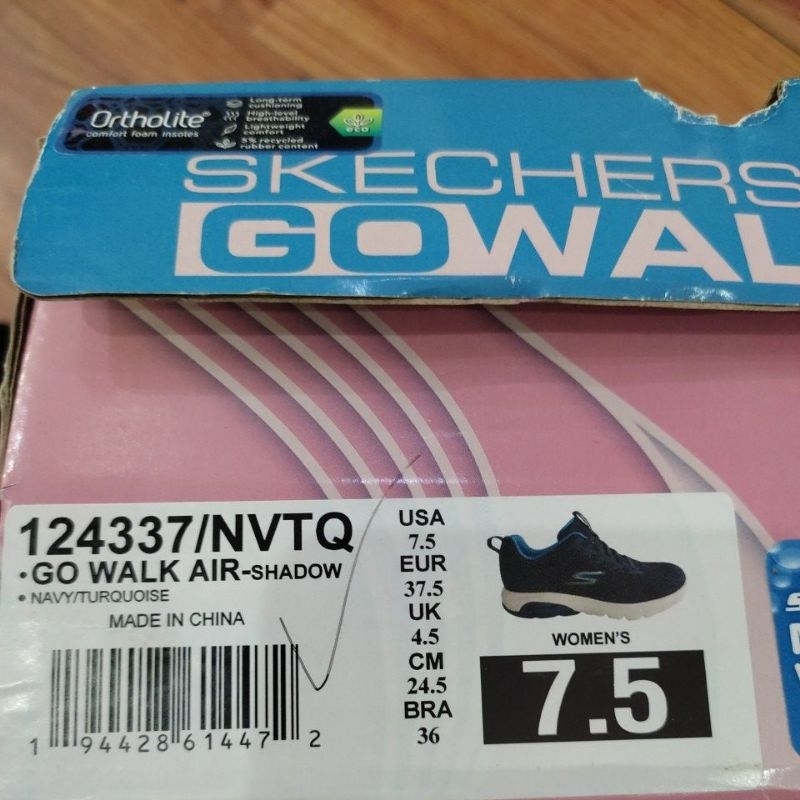 Ortholite®
comfort foam insoles
Long-term
cushioning
High-level
breathability
Lightweight
comfort
5% recycled
rubber content
eco
SKECHERS
GOWAL
124337/NVTQ
•GO WALK AIR-SHADOW
• NAVY/TURQUOISE
MADE IN CHINA
1 94428 61447 2
USA
7.5
EUR
37.5
UK
4.5
CM
24.5
BRA
36
WOMEN'S
7.5